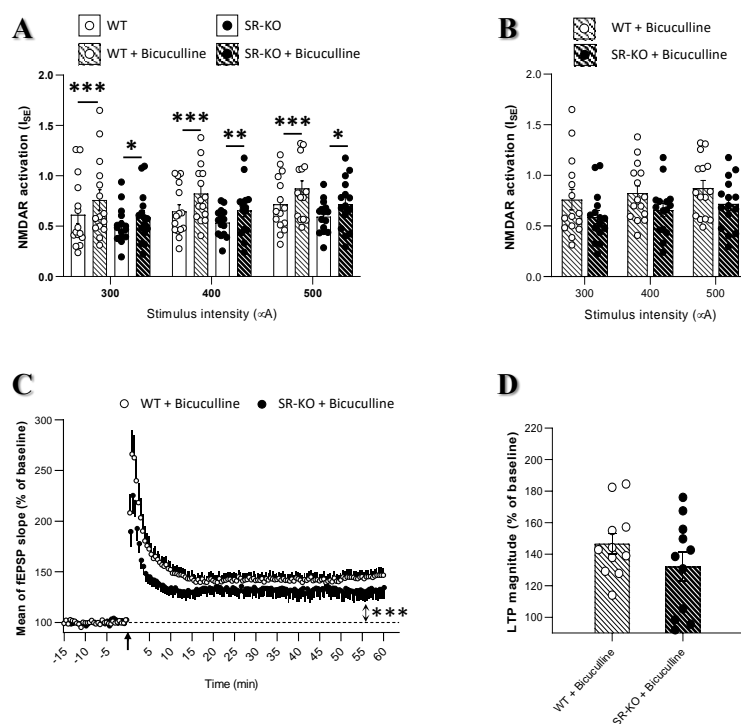 A
WT
SR-KO
WT + Bicuculline
SR-KO + Bicuculline
NMDAR activation (ISE)
2.0
1.5
1.0
0.5
0.0
***
*
***
**
***
*
300
400
500
Stimulus intensity (∝A)
B
WT + Bicuculline
SR-KO + Bicuculline
NMDAR activation (ISE)
2.0
1.5
1.0
0.5
0.0
300
400
500
Stimulus intensity (∝A)
C
WT + Bicuculline
SR-KO + Bicuculline
Mean of fEPSP slope (% of baseline)
300
250
200
150
100
***
-15
-10
-5
5
10
15
20
25
30
35
40
45
50
55
60
Time (min)
D
LTP magnitude (% of baseline)
220
200
180
160
140
120
100
WT + Bicuculline
SR-KO + Bicuculline